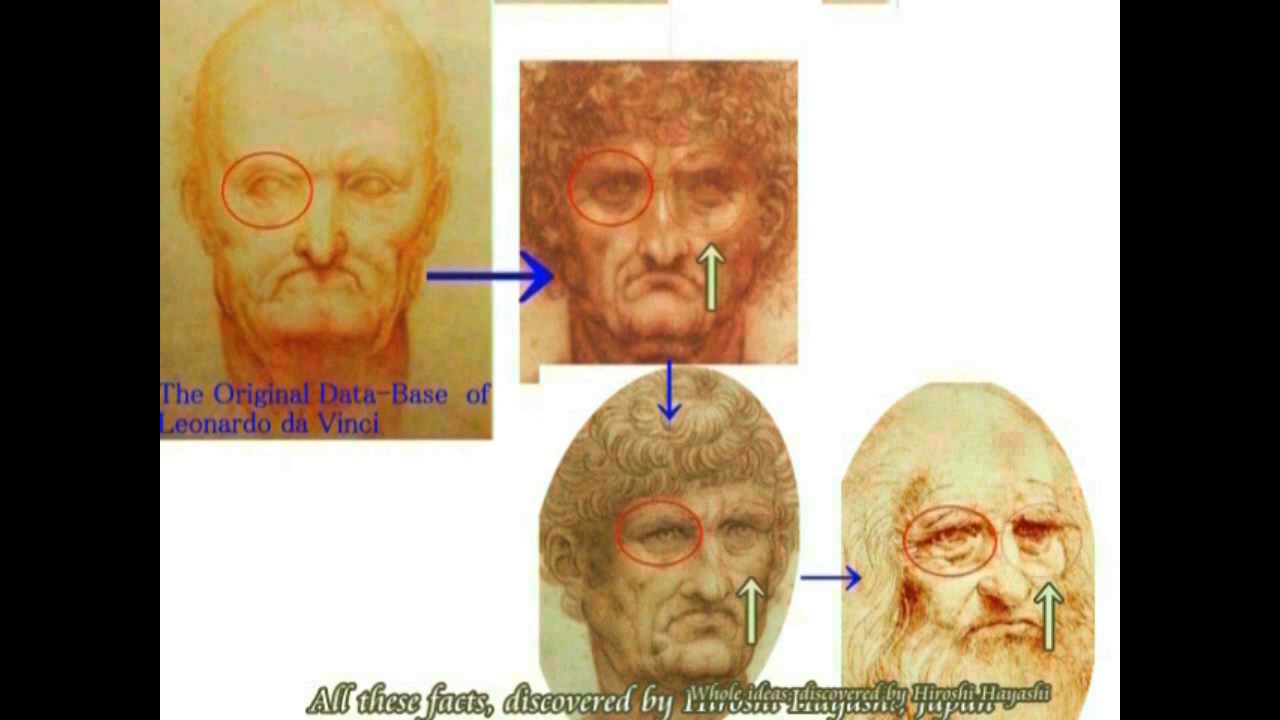 The Original Data-Base of
Leonardo da Vinci
Whole ideas, discovered by Hiroshi Hayashi
All these facts, discovered by Hiroshi Hayashi, Japan